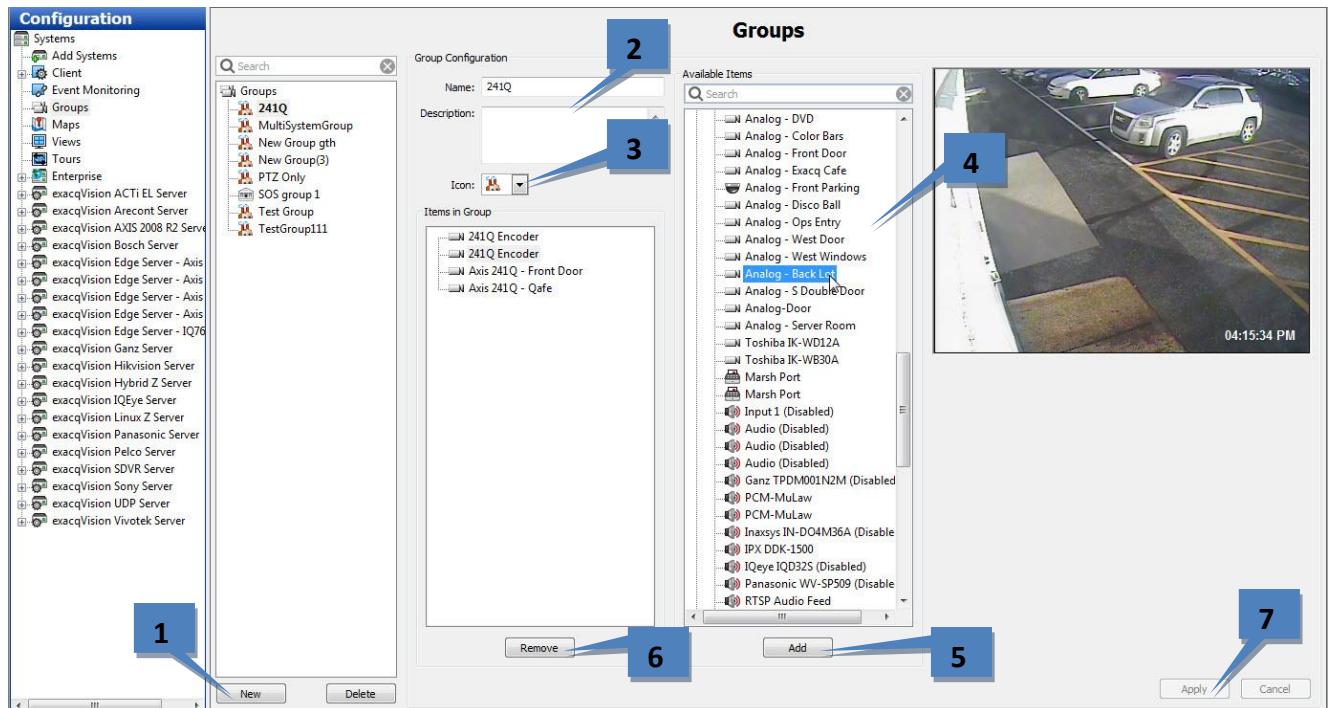 Configuration
Systems
Add Systems
Client
Event Monitoring
Groups
Maps
Views
Tours
Enterprise
exacqVision ACTi EL Server
exacqVision Arecont Server
exacqVision AXIS 2008 R2 Serve
exacqVision Bosch Server
exacqVision Edge Server - Axis
exacqVision Edge Server - Axis
exacqVision Edge Server - Axis
exacqVision Edge Server - Axis
exacqVision Edge Server - IQ76
exacqVision Ganz Server
exacqVision Hikvision Server
exacqVision Hybrid Z Server
exacqVision IQEye Server
exacqVision Linux Z Server
exacqVision Panasonic Server
exacqVision Pelco Server
exacqVision SDVR Server
exacqVision Sony Server
exacqVision UDP Server
exacqVision Vivotek Server
Groups
Search
Groups
241Q
MultiSystemGroup
New Group gth
New Group(3)
PTZ Only
SOS group 1
Test Group
TestGroup111
1
New
Delete
Group Configuration
2
Name: 241Q
Description:
3
Icon:
Items in Group
241Q Encoder
241Q Encoder
Axis 241Q - Front Door
Axis 241Q - Qafe
Remove
6
Available Items
Search
Analog - DVD
Analog - Color Bars
Analog - Front Door
Analog - Exacq Cafe
Analog - Front Parking
Analog - Disco Ball
Analog - Ops Entry
Analog - West Door
Analog - West Windows
Analog - Back Lot
Analog - S Double Door
Analog-Door
Analog - Server Room
Toshiba IK-WD12A
Toshiba IK-WB30A
Marsh Port
Marsh Port
Input 1 (Disabled)
Audio (Disabled)
Audio (Disabled)
Audio (Disabled)
Ganz TPDM001N2M (Disabled
PCM-MuLaw
PCM-MuLaw
Inaxsys IN-DO4M36A (Disable
IPX DDK-1500
IQeye IQD32S (Disabled)
Panasonic WV-SP509 (Disable
RTSP Audio Feed
4
Add
5
04:15:34 PM
7
Apply
Cancel